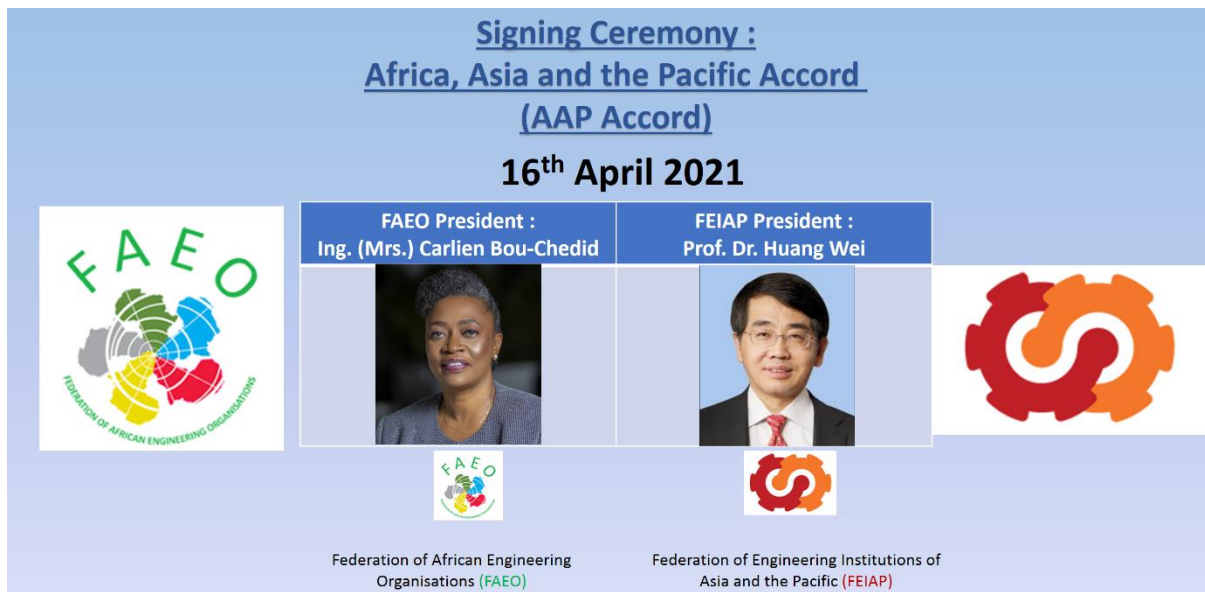 Signing Ceremony :
Africa, Asia and the Pacific Accord
(AAP Accord)
16th April 2021
FAEO President :
Ing. (Mrs.) Carlien Bou-Chedid
FEIAP President :
Prof. Dr. Huang Wei
FAEO
FEDERATION OF AFRICAN ENGINEERING ORGANISATIONS
FAEO
Federation of African Engineering
Organisations (FAEO)
Federation of Engineering Institutions of
Asia and the Pacific (FEIAP)